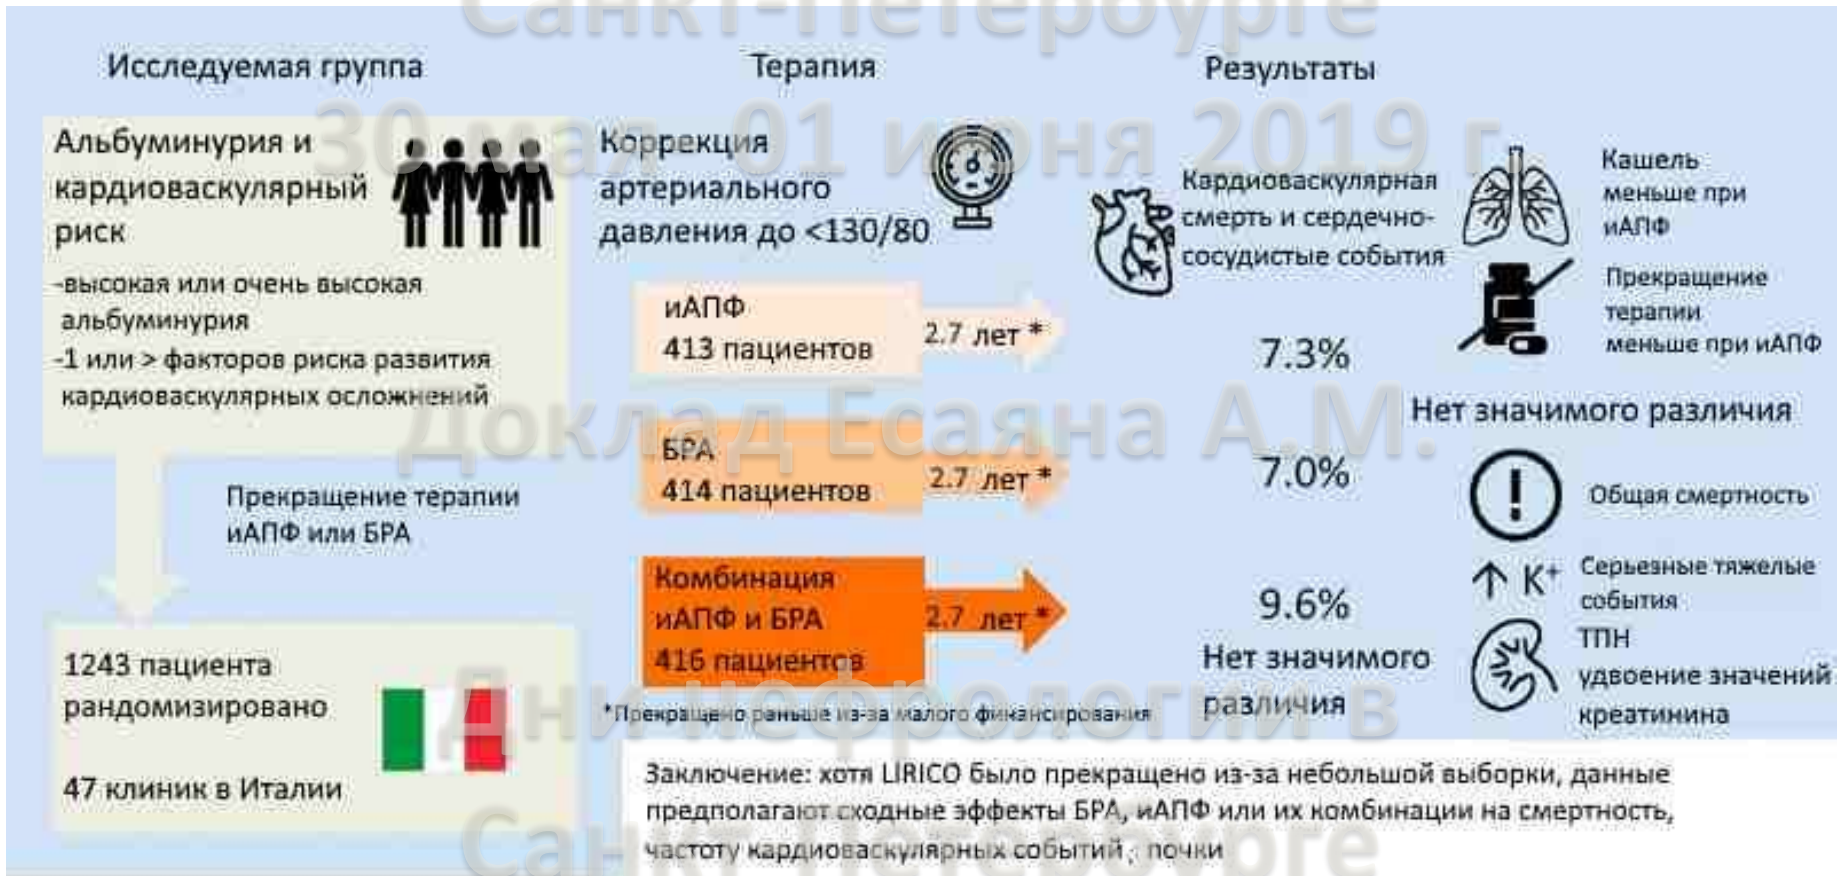 Санкт-Петербурге
30 мая -01 июня 2019 г.
Доклад Есаяна А.М.
Дни нефрологии в
Санкт-Петербурге
Исследуемая группа
Альбуминурия и
кардиоваскулярный
риск
-высокая или очень высокая
альбуминурия
-1 или > факторов риска развития
кардиоваскулярных осложнений
Прекращение терапии
иАПФ или БРА
1243 пациента
рандомизировано
47 клиник в Италии
Терапия
Коррекция
артериального
давления до <130/80
иАПФ
413 пациентов
2.7 лет *
БРА
414 пациентов
2.7 лет *
Комбинация
иАПФ и БРА
416 пациентов
2.7 лет *
*Прекращено раньше из-за малого финансирования
Результаты
Кардиоваскулярная
смерть и сердечно-
сосудистые события
7.3%
7.0%
9.6%
Нет значимого
различия
Кашель
меньше при
иАПФ
Прекращение
терапии
меньше при иАПФ
Нет значимого различия
!
Общая смертность
↑ K+
Серьезные тяжелые
события
ТПН
удвоение значений
креатинина
Заключение: хотя LIRICO было прекращено из-за небольшой выборки, данные
предполагают сходные эффекты БРА, иАПФ или их комбинации на смертность,
частоту кардиоваскулярных событий , почки